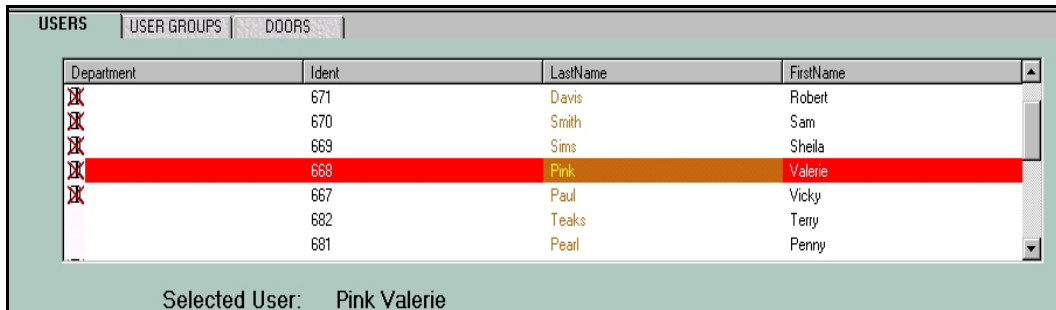 USERS USER GROUPS DOORS
Department Ident LastName FirstName
671 Davis Robert
670 Smith Sam
669 Sims Sheila
668 Pink Valerie
667 Paul Vicky
682 Teaks Terry
681 Pearl Penny
Selected User: Pink Valerie